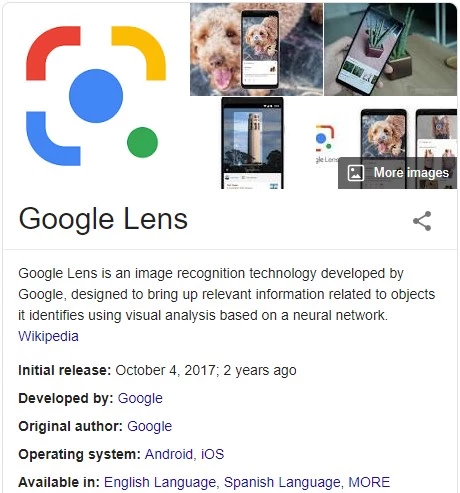 gle Lens
More images
Google Lens
Google Lens is an image recognition technology developed by
Google, designed to bring up relevant information related to objects
it identifies using visual analysis based on a neural network.
Wikipedia
Initial release: October 4, 2017; 2 years ago
Developed by: Google
Original author: Google
Operating system: Android, iOS
Available in: English Language, Spanish Language, MORE